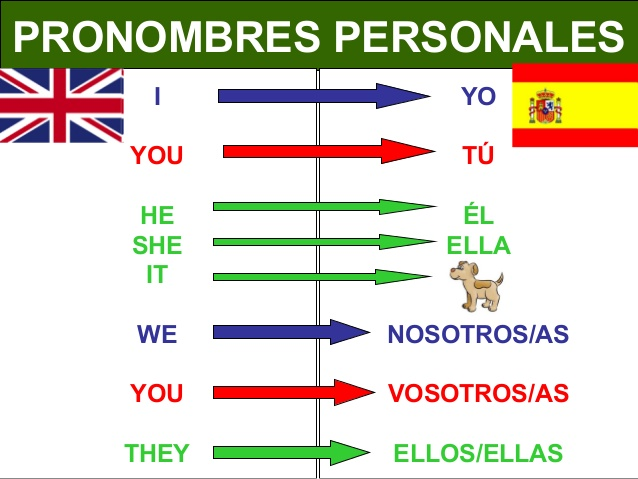 PRONOMBRES PERSONALES
I YO
YOU TÚ
HE ÉL
SHE ELLA
IT
WE NOSOTROS/AS
YOU VOSOTROS/AS
THEY ELLOS/ELLAS